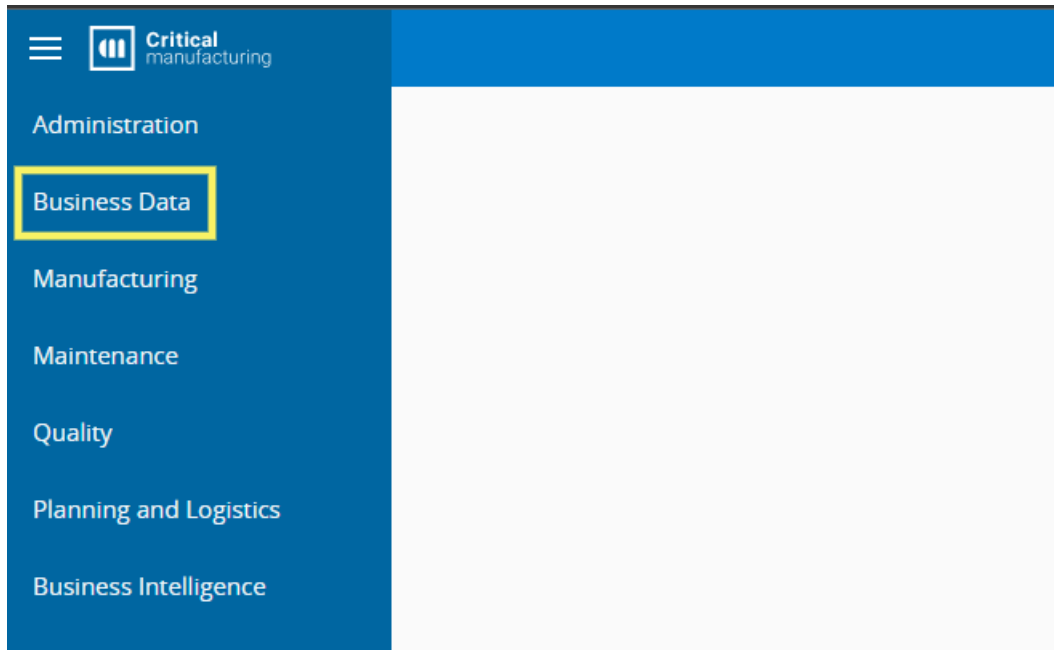 Critical
manufacturing
Administration
Business Data
Manufacturing
Maintenance
Quality
Planning and Logistics
Business Intelligence